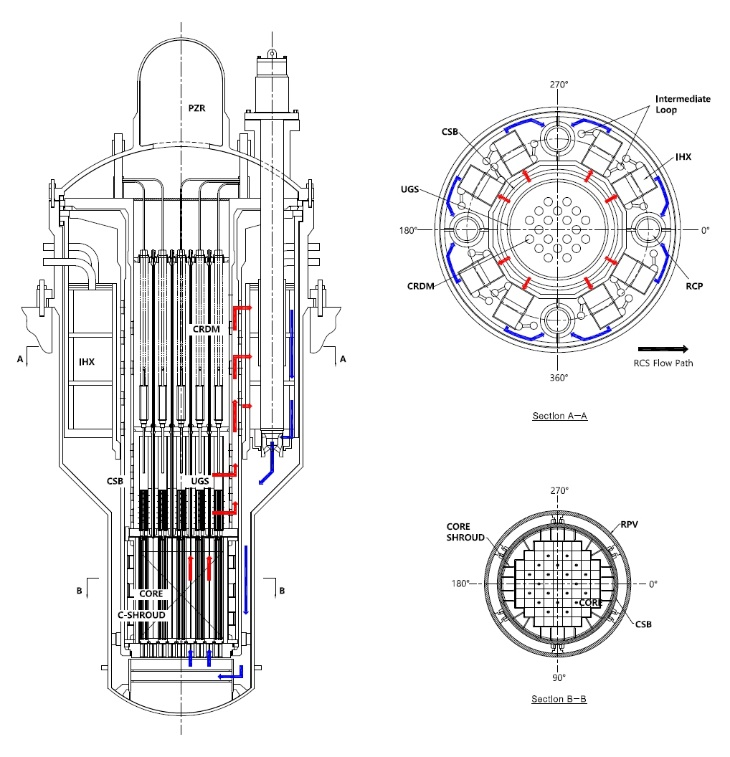 PZR
CRDM
IHX
A
A
CSB
UGS
B
B
CORE
C-SHROUD
270°
Intermediate
Loop
CSB
IHX
UGS
180°
0°
CRDM
RCP
360°
RCS Flow Path
Section A-A
270°
CORE
SHROUD
RPV
180°
0°
CORE
CSB
90°
Section B-B